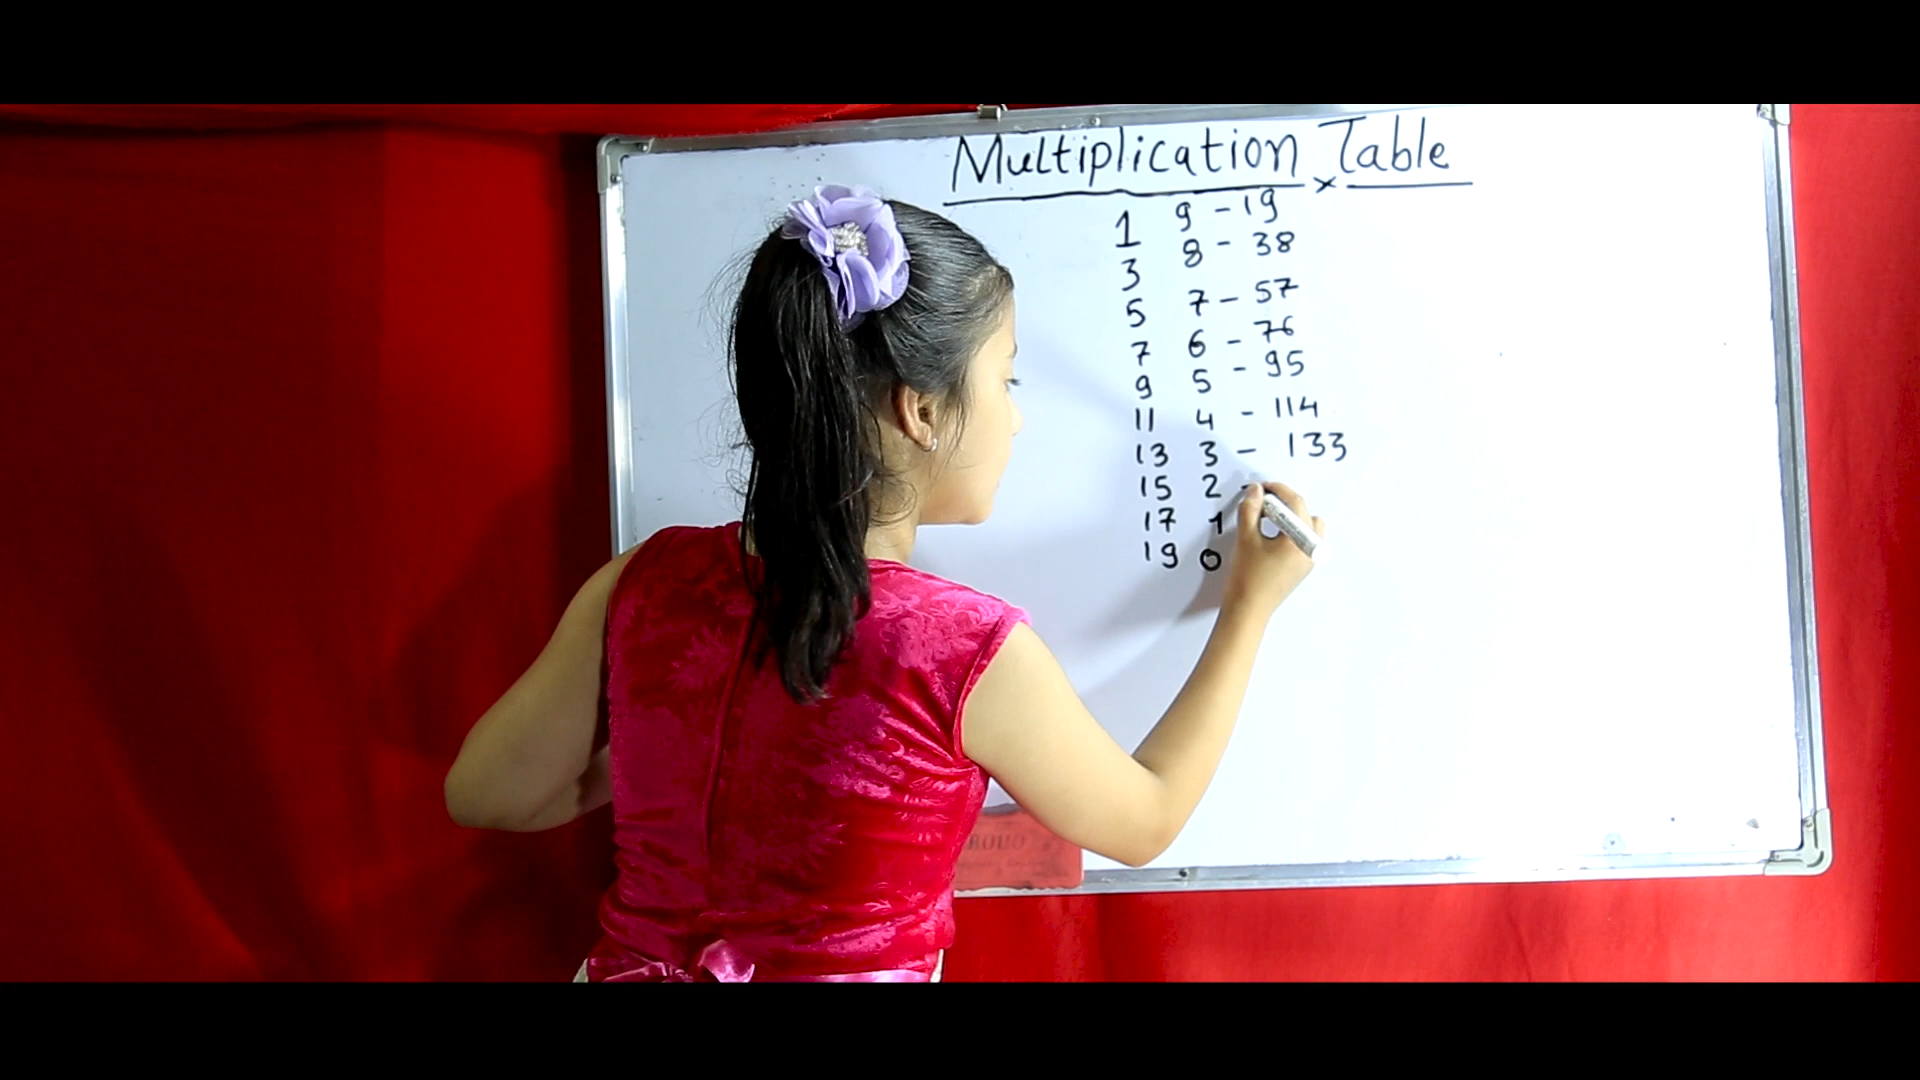 Multiplication Table
×
1 9 - 19
3 8 - 38
5 7 - 57
7 6 - 76
9 5 - 95
11 4 - 114
13 3 - 133
15 2 -
17 1
19 0